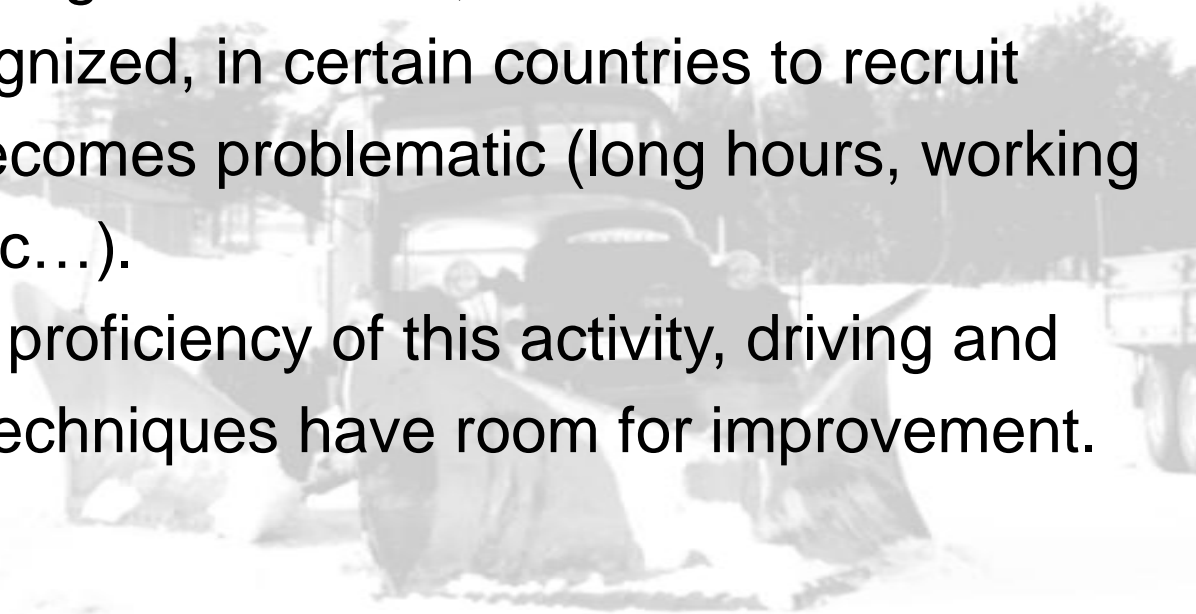 gnized, in certain countries to recruit
ecomes problematic (long hours, working
c…).
proficiency of this activity, driving and
echniques have room for improvement.